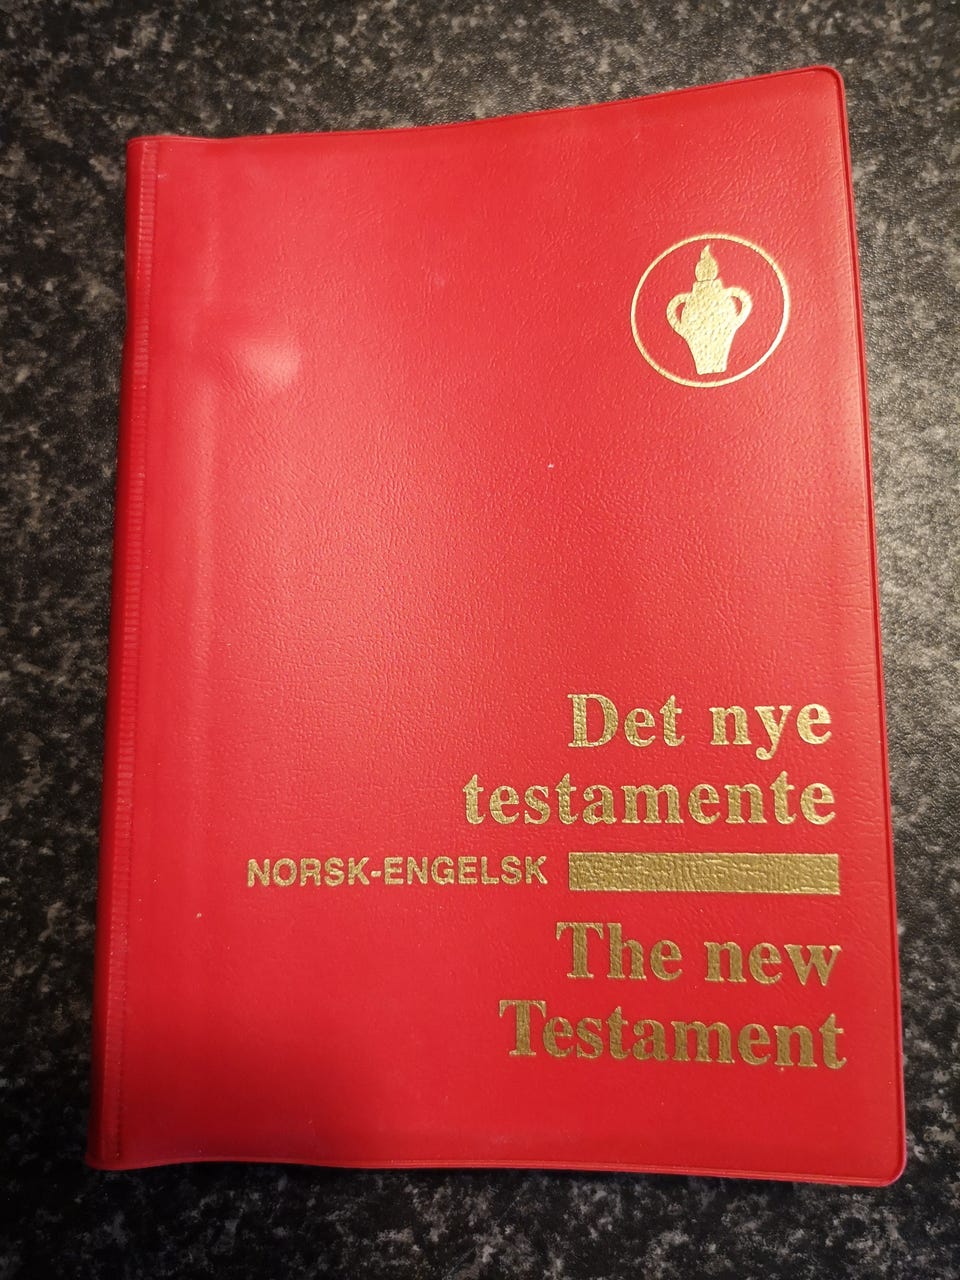 Det nye
testamente
NORSK-ENGELSK
The new
Testament